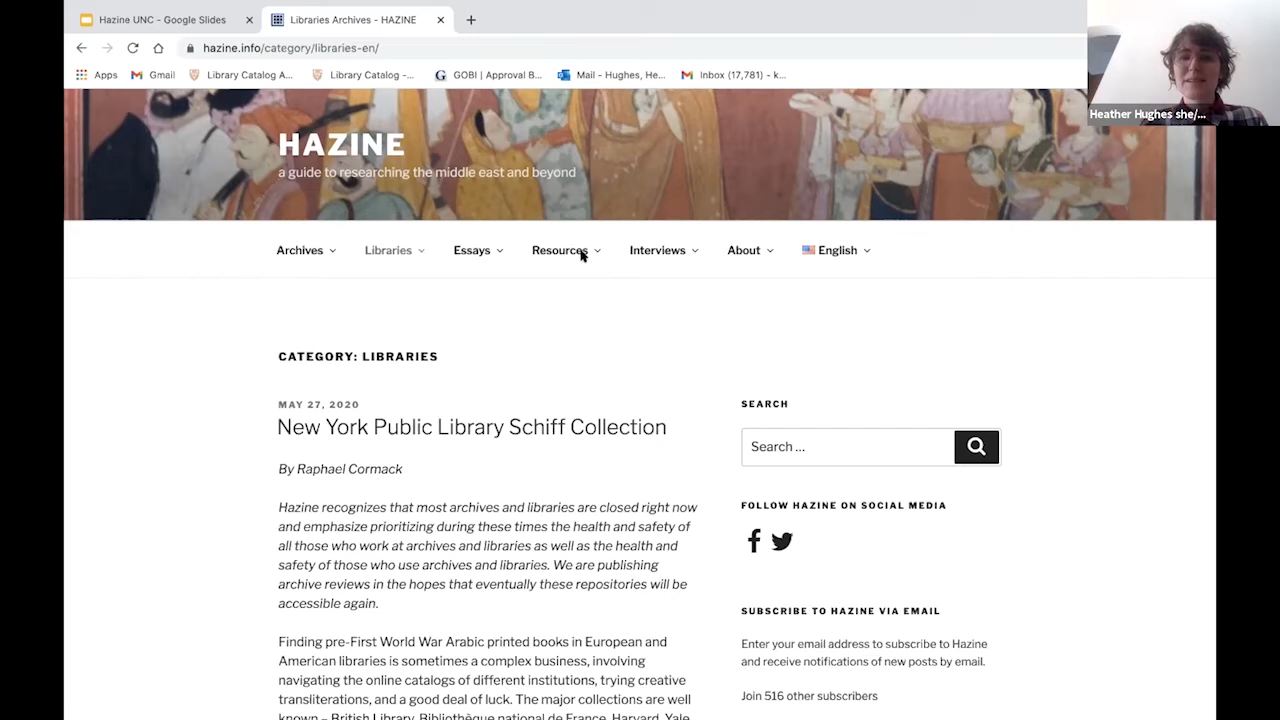 Hazine UNC - Google Slides
Libraries Archives - HAZINE
hazine.info/category/libraries-en/
Apps
Gmail
Library Catalog A...
Library Catalog -...
GOBI | Approval B...
Mail - Hughes, He...
Inbox (17,781) - k...
Heather Hughes she/...
HAZINE
a guide to researching the middle east and beyond
Archives
Libraries
Essays
Resources
Interviews
About
English
CATEGORY: LIBRARIES
MAY 27, 2020
New York Public Library Schiff Collection
By Raphael Cormack
Hazine recognizes that most archives and libraries are closed right now
and emphasize prioritizing during these times the health and safety of
all those who work at archives and libraries as well as the health and
safety of those who use archives and libraries. We are publishing
archive reviews in the hopes that eventually these repositories will be
accessible again.
Finding pre-First World War Arabic printed books in European and
American libraries is sometimes a complex business, involving
navigating the online catalogs of different institutions, trying creative
transliterations, and a good deal of luck. The major collections are well
known – British Library, Bibliothèque national de France, Harvard, Yale
SEARCH
Search ...
FOLLOW HAZINE ON SOCIAL MEDIA
SUBSCRIBE TO HAZINE VIA EMAIL
Enter your email address to subscribe to Hazine
and receive notifications of new posts by email.
Join 516 other subscribers